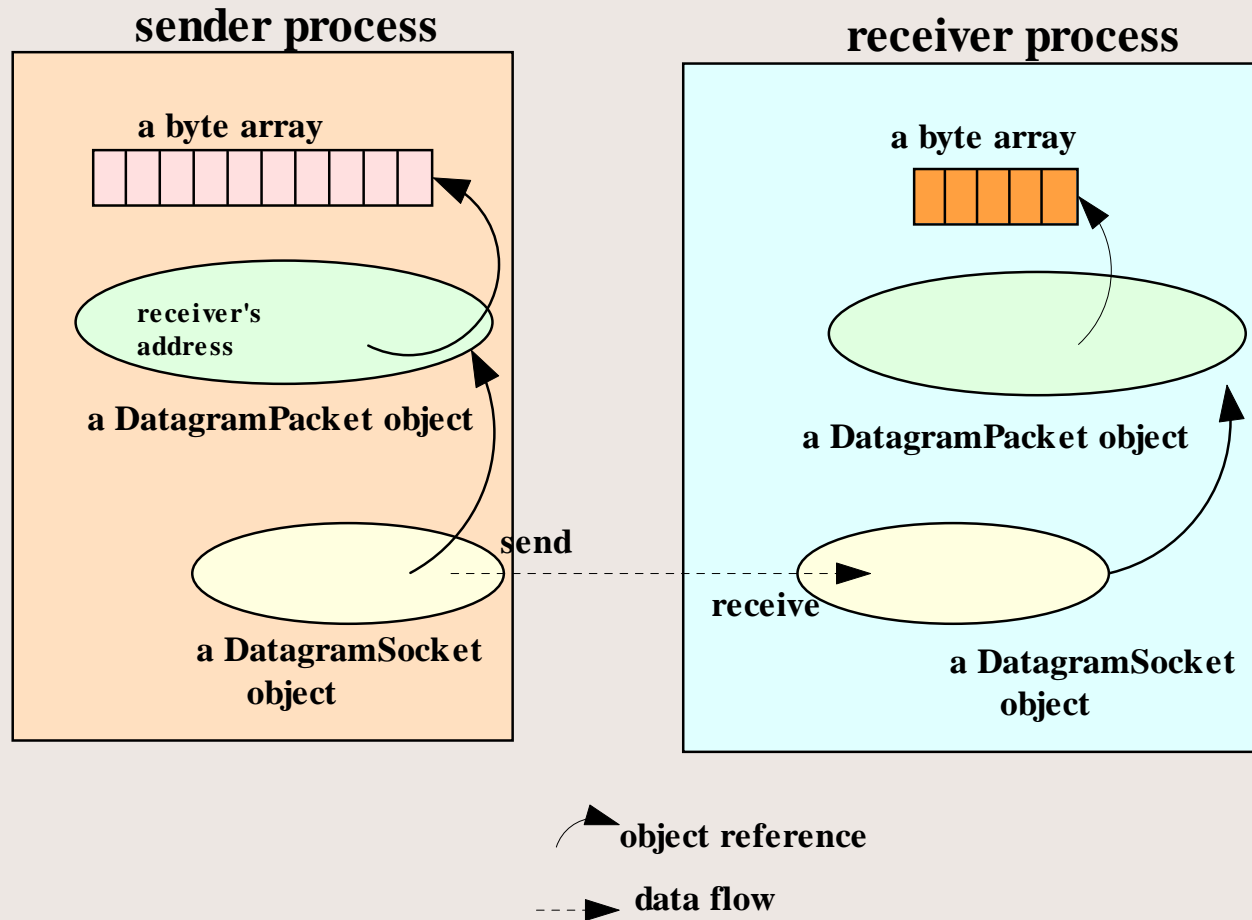 sender process
a byte array
receiver's
address
a DatagramPacket object
send
a DatagramSocket
object
receiver process
a byte array
a DatagramPacket object
receive
a DatagramSocket
object
object reference
data flow